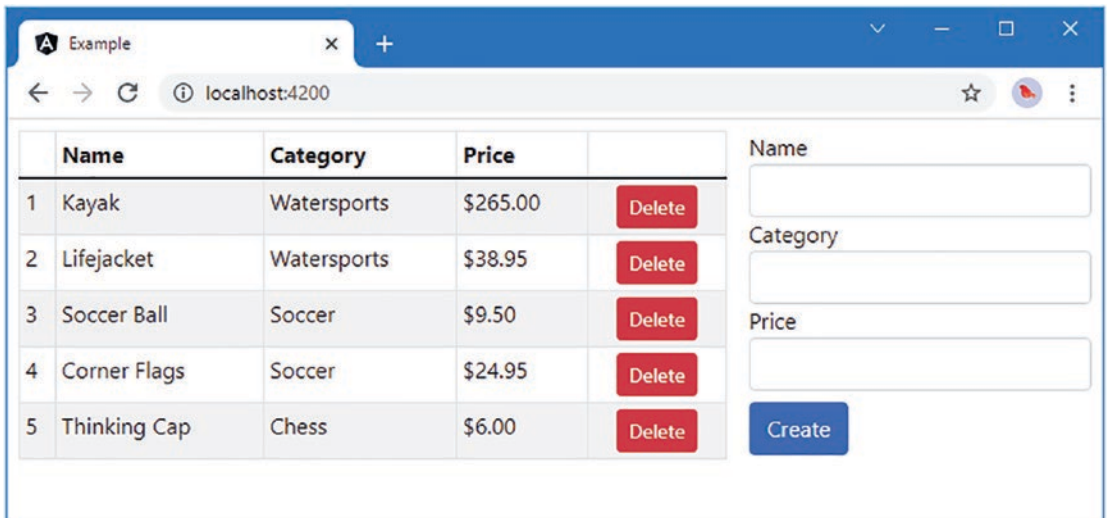 Example
localhost:4200
Name Category Price
1 Kayak Watersports $265.00 Delete
2 Lifejacket Watersports $38.95 Delete
3 Soccer Ball Soccer $9.50 Delete
4 Corner Flags Soccer $24.95 Delete
5 Thinking Cap Chess $6.00 Delete
Name
Category
Price
Create